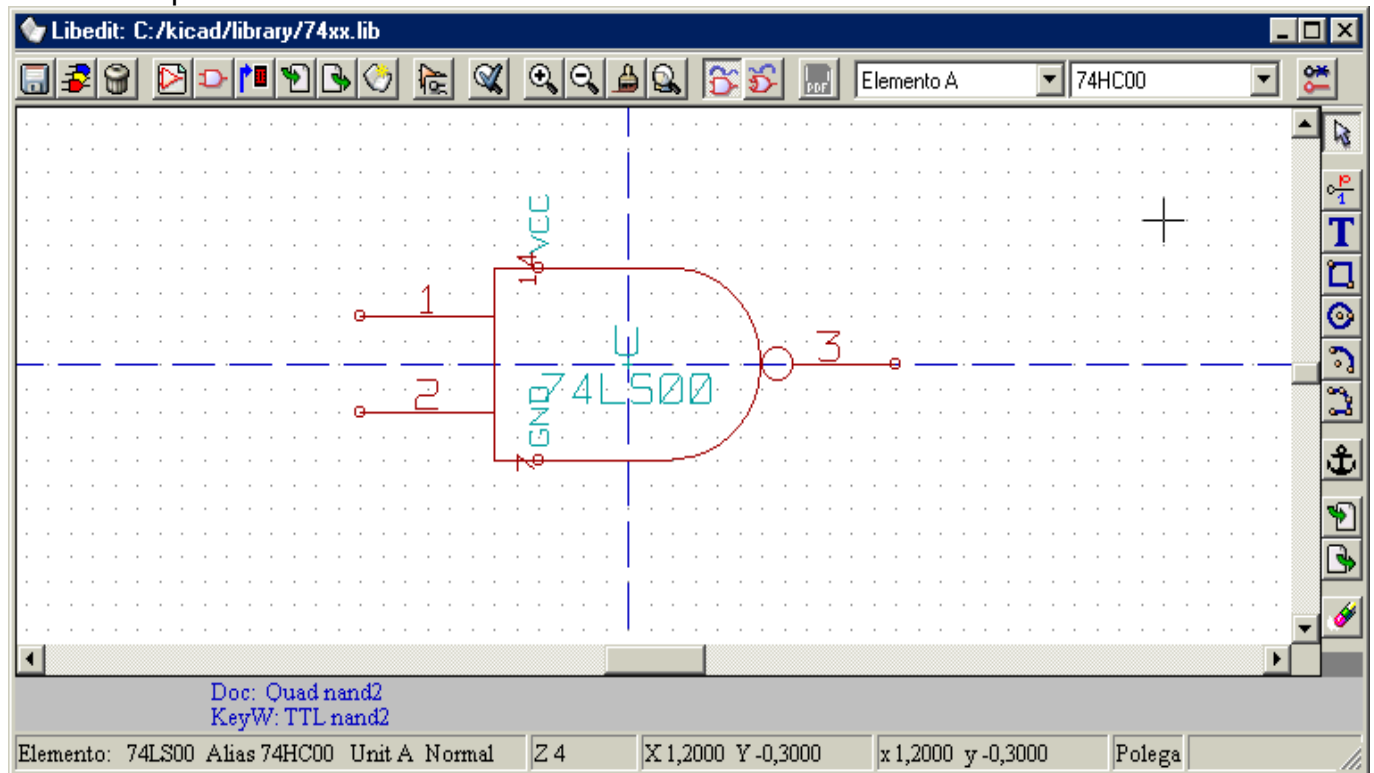 Libedit: C:/kicad/library/74xx.lib
PDF
Elemento A
74HC00
VCC
14
1
U
3
74LS00
2
GND
7
Doc: Quad nand2
KeyW: TTL nand2
Elemento: 74LS00 Alias 74HC00 Unit A Normal
Z 4
X 1,2000 Y -0,3000
x 1,2000 y -0,3000
Polega